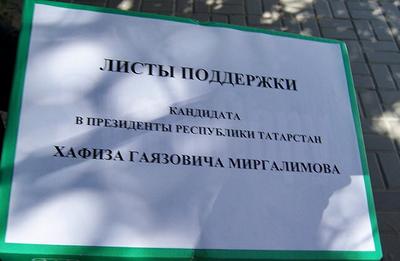 ЛИСТЫ ПОДДЕРЖКИ
КАНДИДАТА
В ПРЕЗИДЕНТЫ РЕСПУБЛИКИ ТАТАРСТАН
ХАФИЗА ГАЯЗОВИЧА МИРГАЛИМОВА